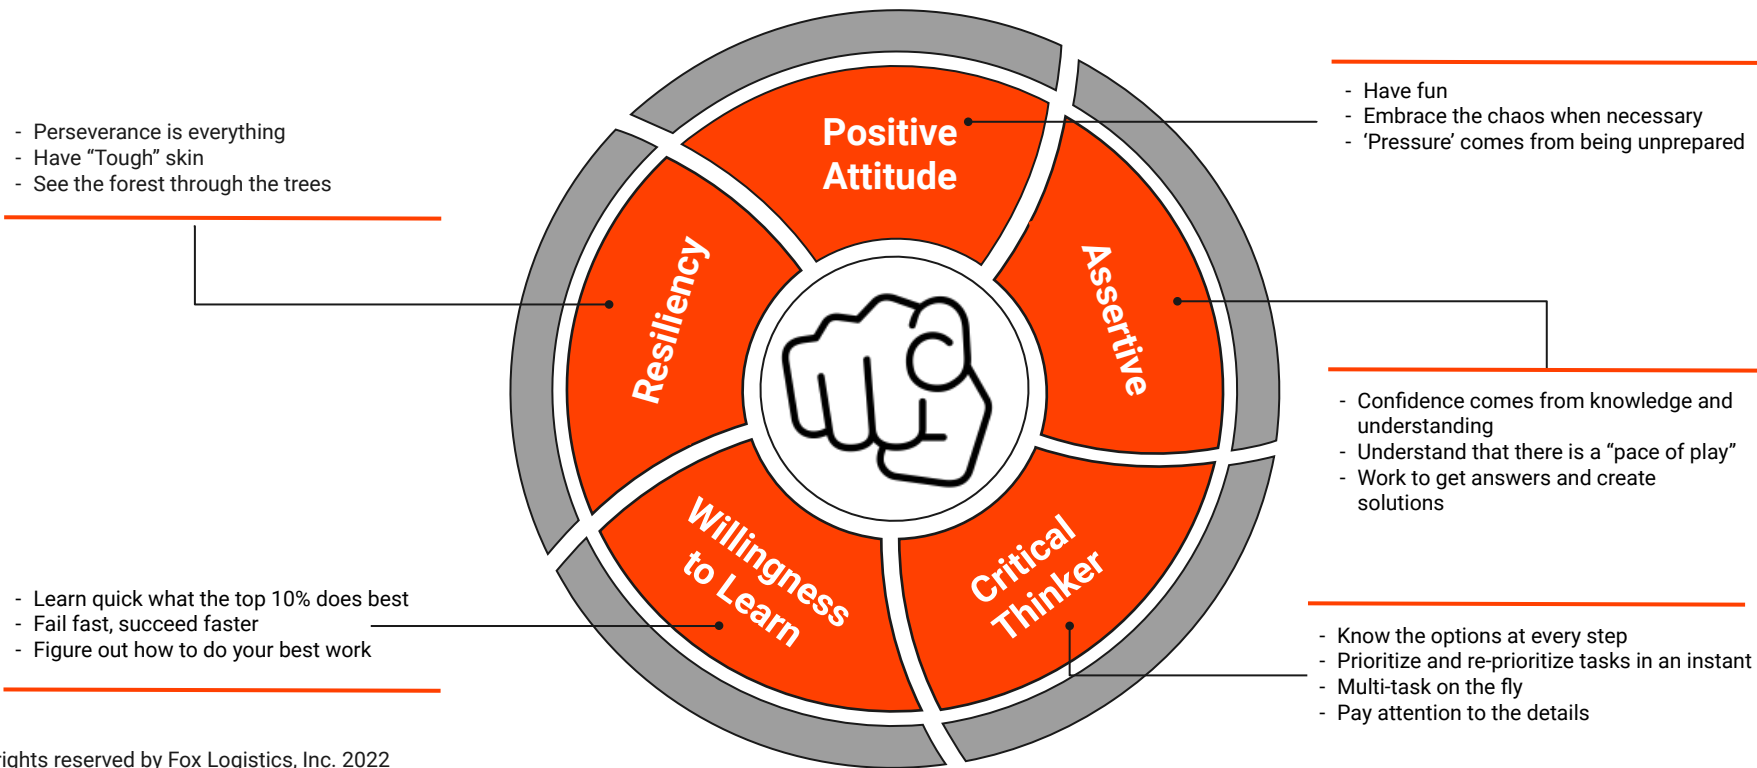 Positive
Attitude
- Have fun
- Embrace the chaos when necessary
- ‘Pressure’ comes from being unprepared
Assertive
- Confidence comes from knowledge and
understanding
- Understand that there is a “pace of play”
- Work to get answers and create
solutions
Critical
Thinker
- Know the options at every step
- Prioritize and re-prioritize tasks in an instant
- Multi-task on the fly
- Pay attention to the details
Willingness
to Learn
- Learn quick what the top 10% does best
- Fail fast, succeed faster
- Figure out how to do your best work
Resiliency
- Perseverance is everything
- Have “Tough” skin
- See the forest through the trees
rights reserved by Fox Logistics, Inc. 2022